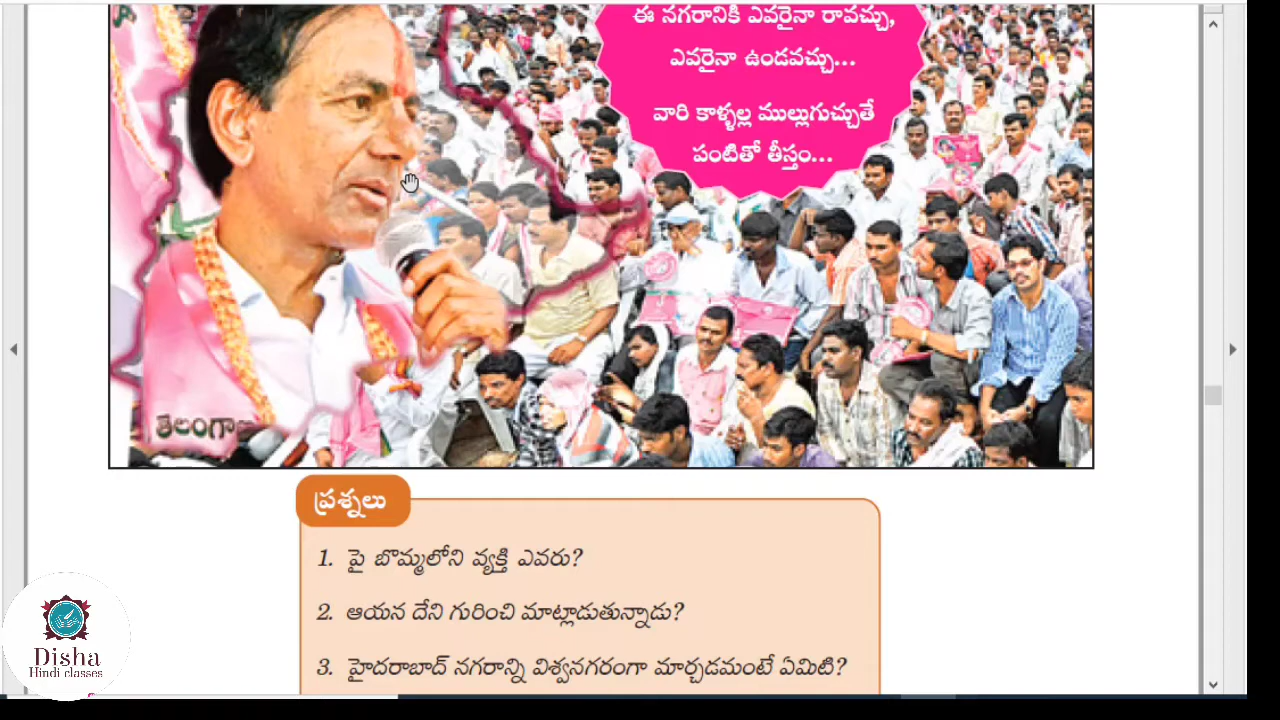 ఈ నగరానికి ఎవరైనా రావచ్చు,
ఎవరైనా ఉండవచ్చు...
వారి కాళ్ళల్ల ముల్లుగుచ్చుతే
పంటితో తీస్తం...
తెలంగాణ
ప్రశ్నలు
1. పై బొమ్మలోని వ్యక్తి ఎవరు?
2. ఆయన దేని గురించి మాట్లాడుతున్నాడు?
3. హైదరాబాద్ నగరాన్ని విశ్వనగరంగా మార్చడమంటే ఏమిటి?
Disha
Hindi classes